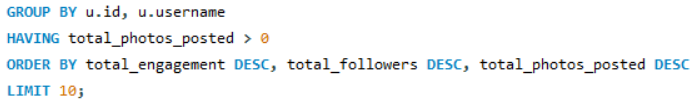 GROUP BY u.id, u.username
HAVING total_photos_posted > 0
ORDER BY total_engagement DESC, total_followers DESC, total_photos_posted DESC
LIMIT 10;